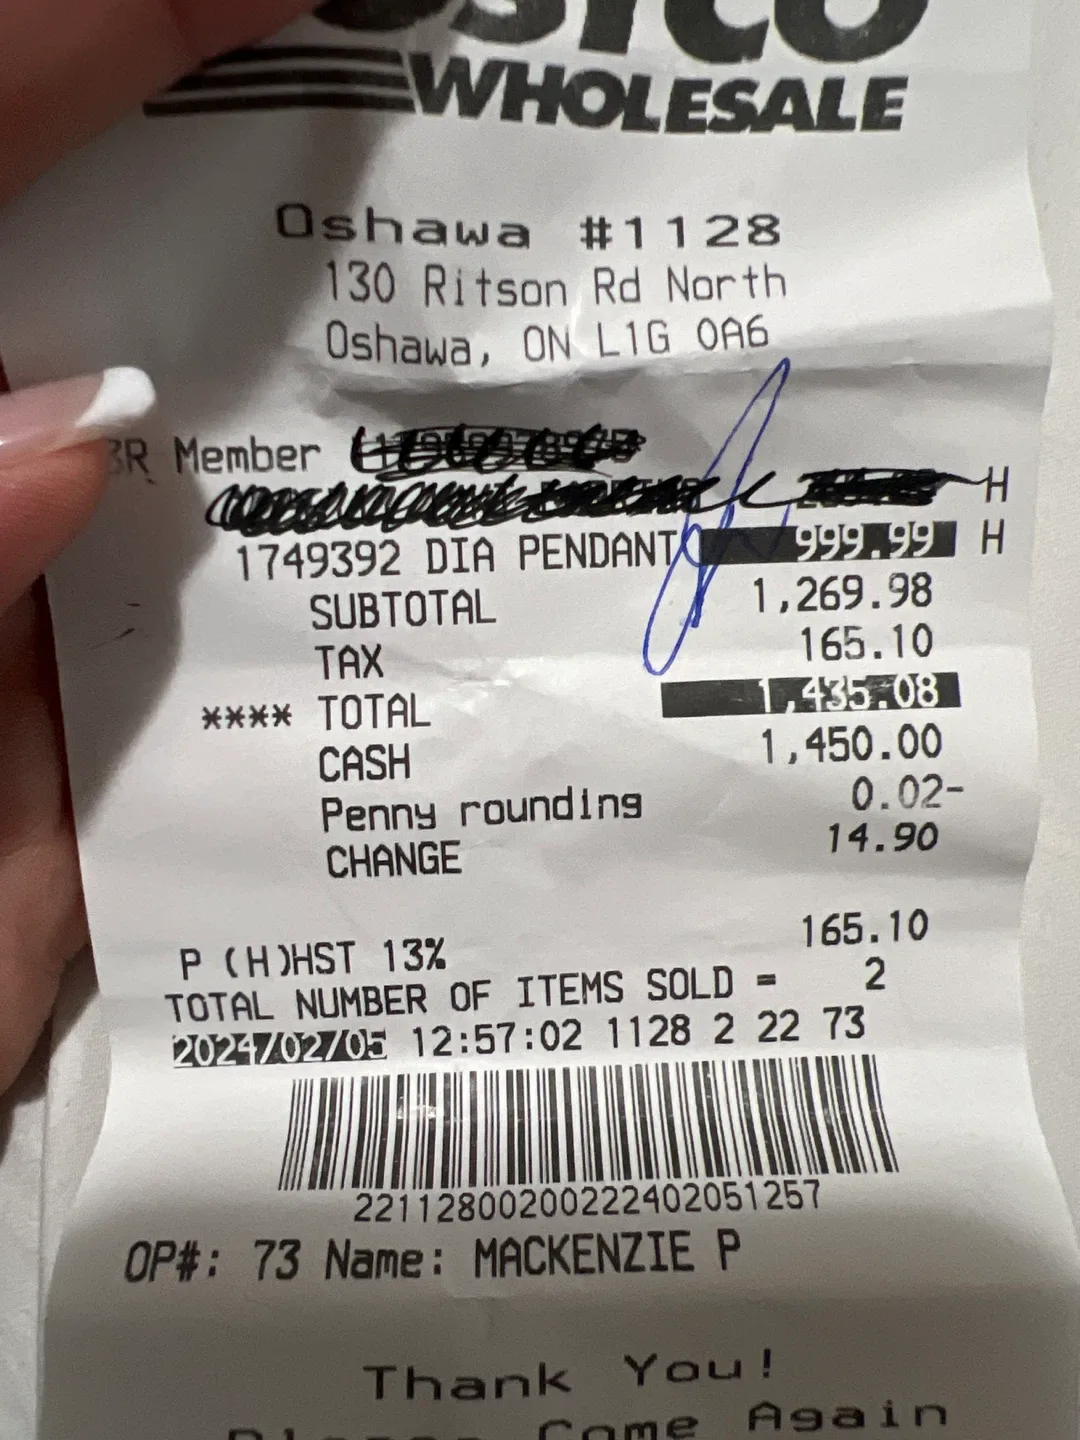 WHOLESALE
Oshawa #1128
130 Ritson Rd North
Oshawa, ON L1G 0A6
3R Member
H
1749392 DIA PENDANT 999.99 H
SUBTOTAL 1,269.98
TAX 165.10
**** TOTAL 1,435.08
CASH 1,450.00
Penny rounding 0.02-
CHANGE 14.90
P (H)HST 13% 165.10
TOTAL NUMBER OF ITEMS SOLD = 2
2024/02/05 12:57:02 1128 2 22 73
22112800200222402051257
OP#: 73 Name: MACKENZIE P
Thank You!
Come Again